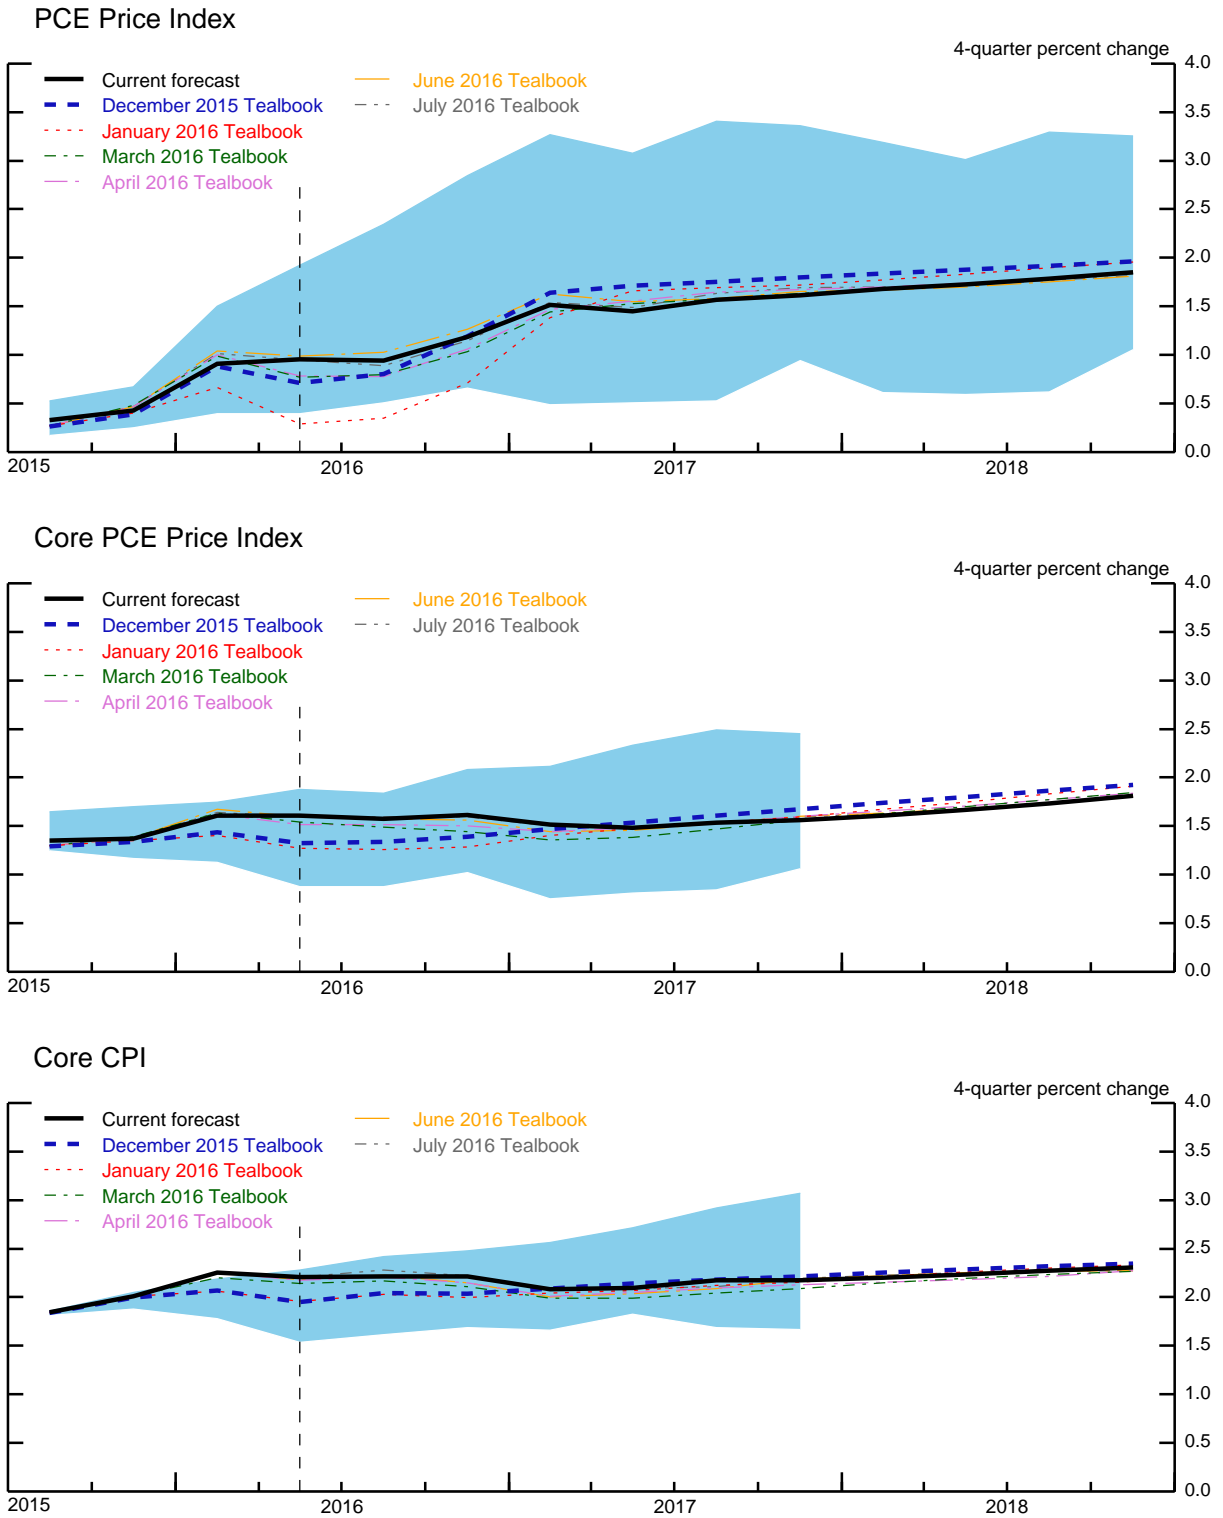 PCE Price Index
4-quarter percent change
Current forecast
December 2015 Tealbook
January 2016 Tealbook
March 2016 Tealbook
April 2016 Tealbook
June 2016 Tealbook
July 2016 Tealbook
4.0
3.5
3.0
2.5
2.0
1.5
1.0
0.5
0.0
2015 2016 2017 2018
Core PCE Price Index
4-quarter percent change
Current forecast
December 2015 Tealbook
January 2016 Tealbook
March 2016 Tealbook
April 2016 Tealbook
June 2016 Tealbook
July 2016 Tealbook
4.0
3.5
3.0
2.5
2.0
1.5
1.0
0.5
0.0
2015 2016 2017 2018
Core CPI
4-quarter percent change
Current forecast
December 2015 Tealbook
January 2016 Tealbook
March 2016 Tealbook
April 2016 Tealbook
June 2016 Tealbook
July 2016 Tealbook
4.0
3.5
3.0
2.5
2.0
1.5
1.0
0.5
0.0
2015 2016 2017 2018